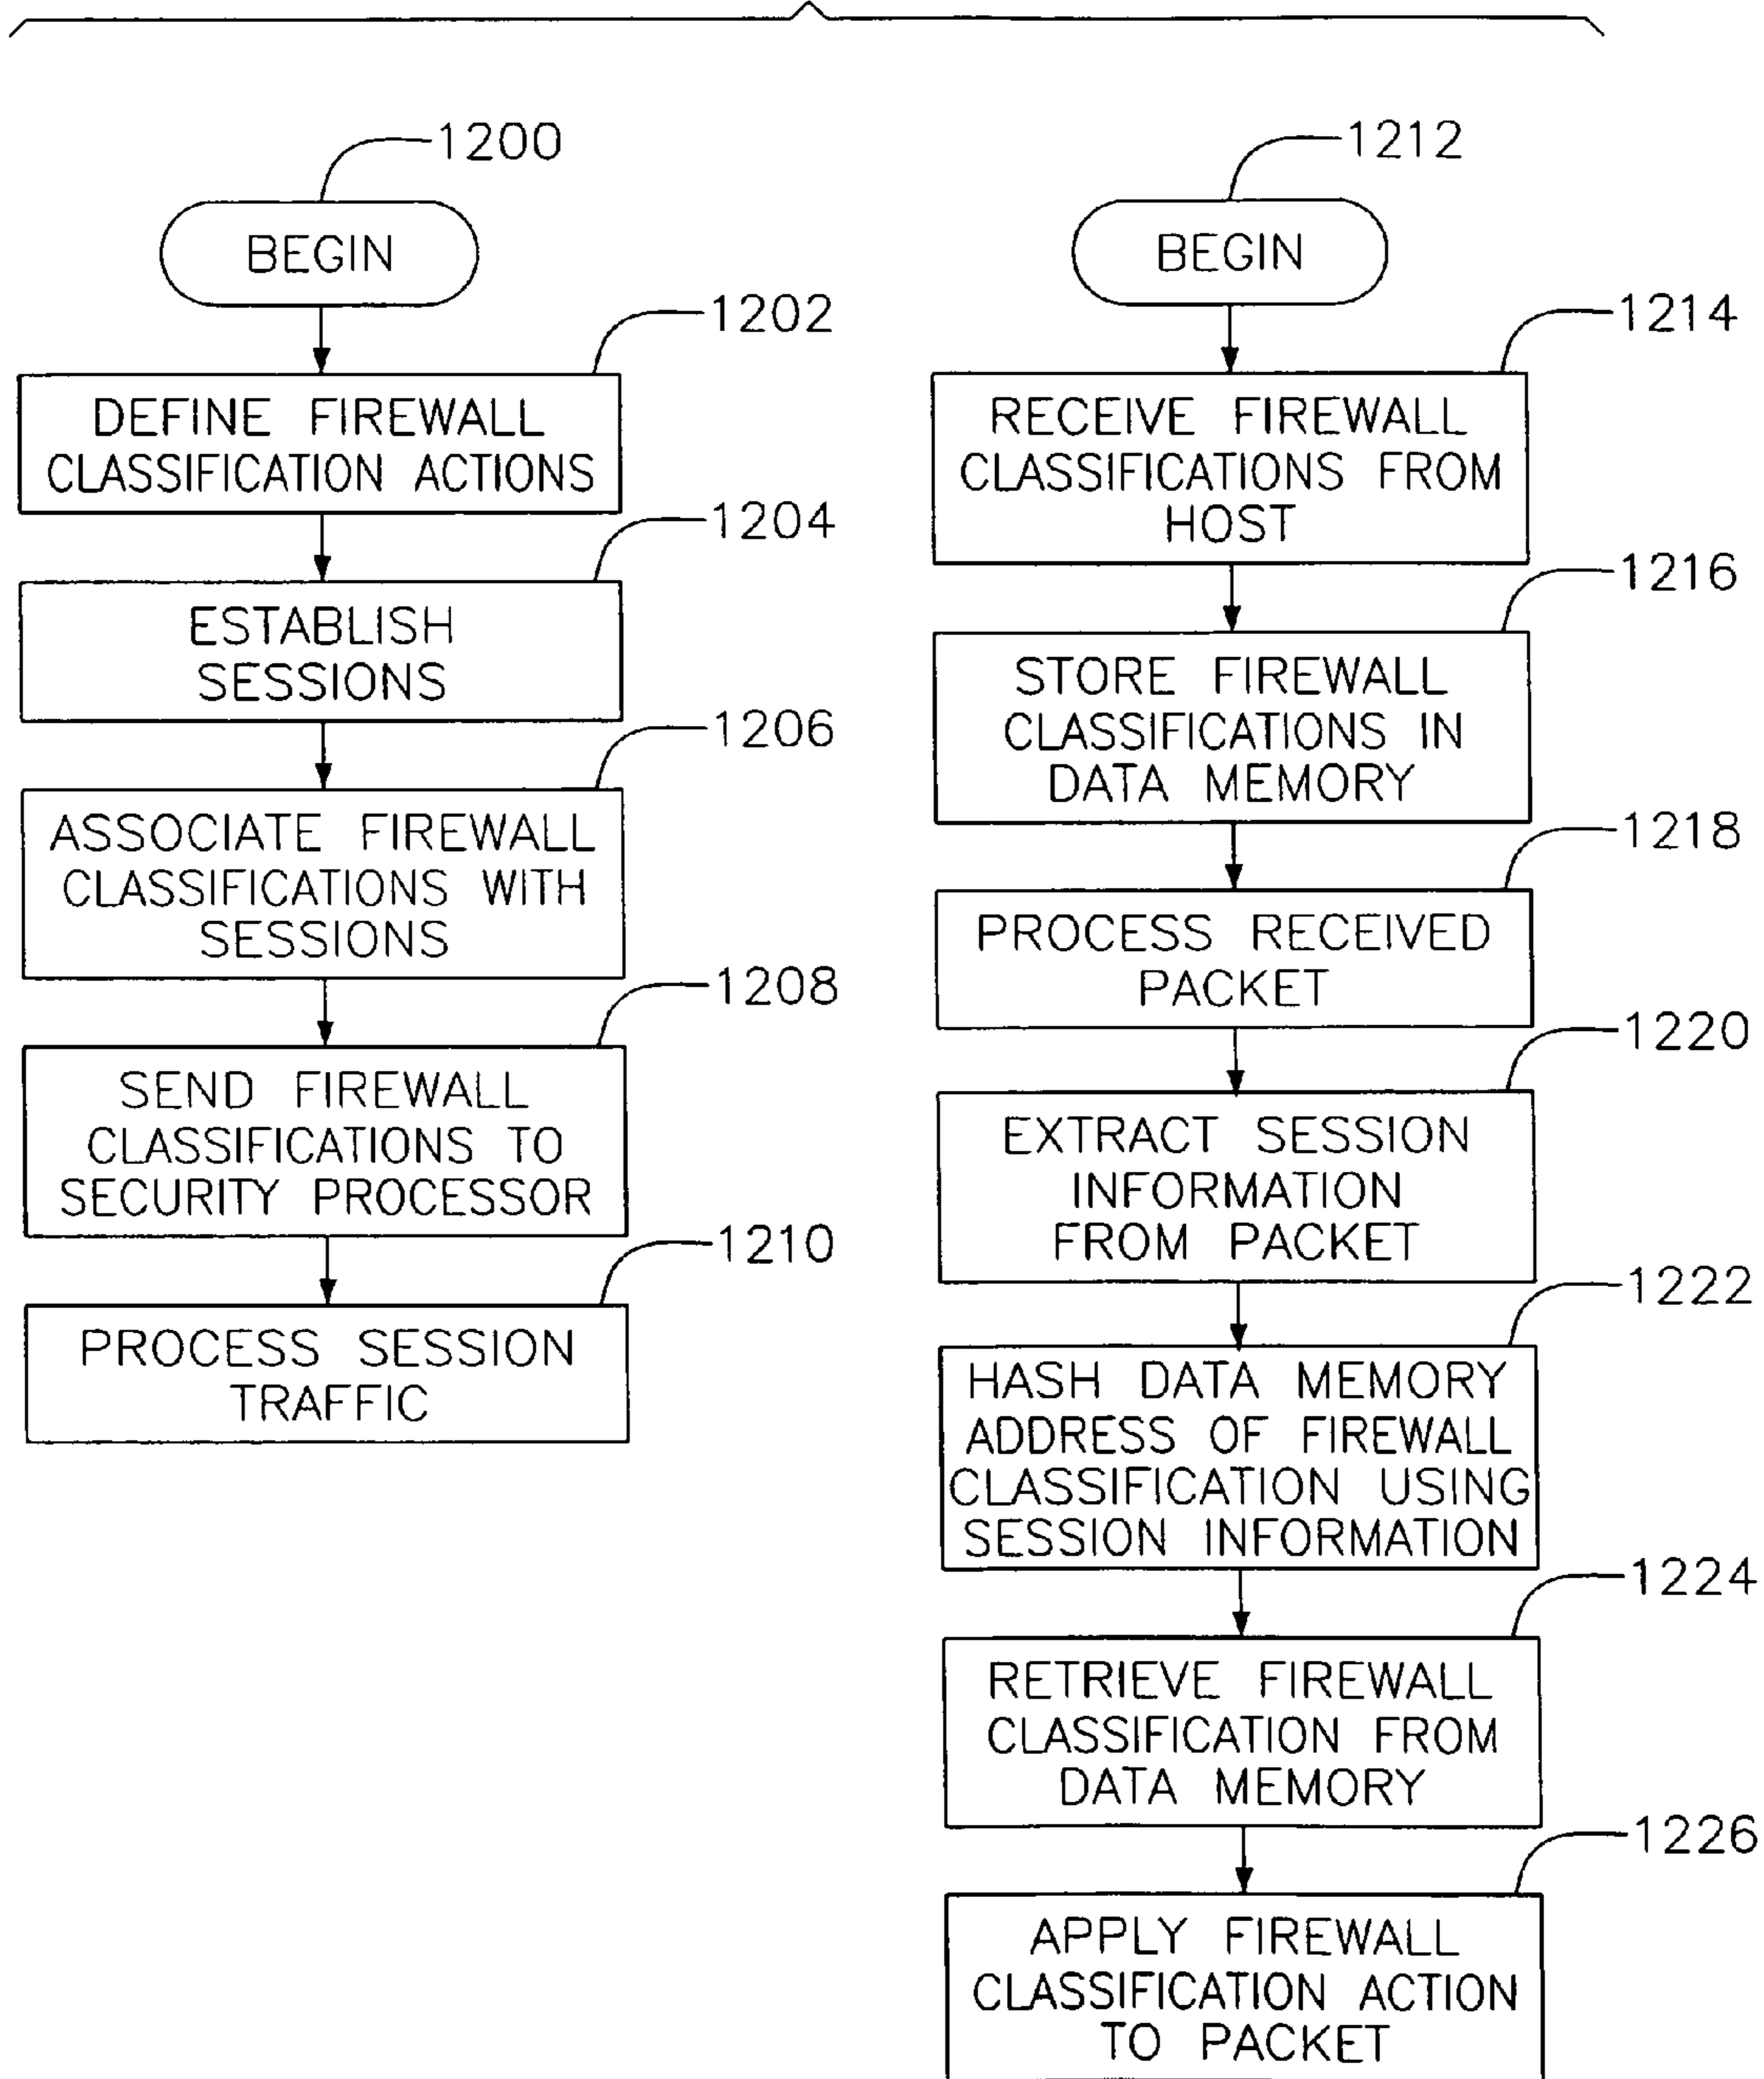 1200
BEGIN
1202
DEFINE FIREWALL
CLASSIFICATION ACTIONS
1204
ESTABLISH
SESSIONS
1206
ASSOCIATE FIREWALL
CLASSIFICATIONS WITH
SESSIONS
1208
SEND FIREWALL
CLASSIFICATIONS TO
SECURITY PROCESSOR
1210
PROCESS SESSION
TRAFFIC
1212
BEGIN
1214
RECEIVE FIREWALL
CLASSIFICATIONS FROM
HOST
1216
STORE FIREWALL
CLASSIFICATIONS IN
DATA MEMORY
1218
PROCESS RECEIVED
PACKET
1220
EXTRACT SESSION
INFORMATION
FROM PACKET
1222
HASH DATA MEMORY
ADDRESS OF FIREWALL
CLASSIFICATION USING
SESSION INFORMATION
1224
RETRIEVE FIREWALL
CLASSIFICATION FROM
DATA MEMORY
1226
APPLY FIREWALL
CLASSIFICATION ACTION
TO PACKET